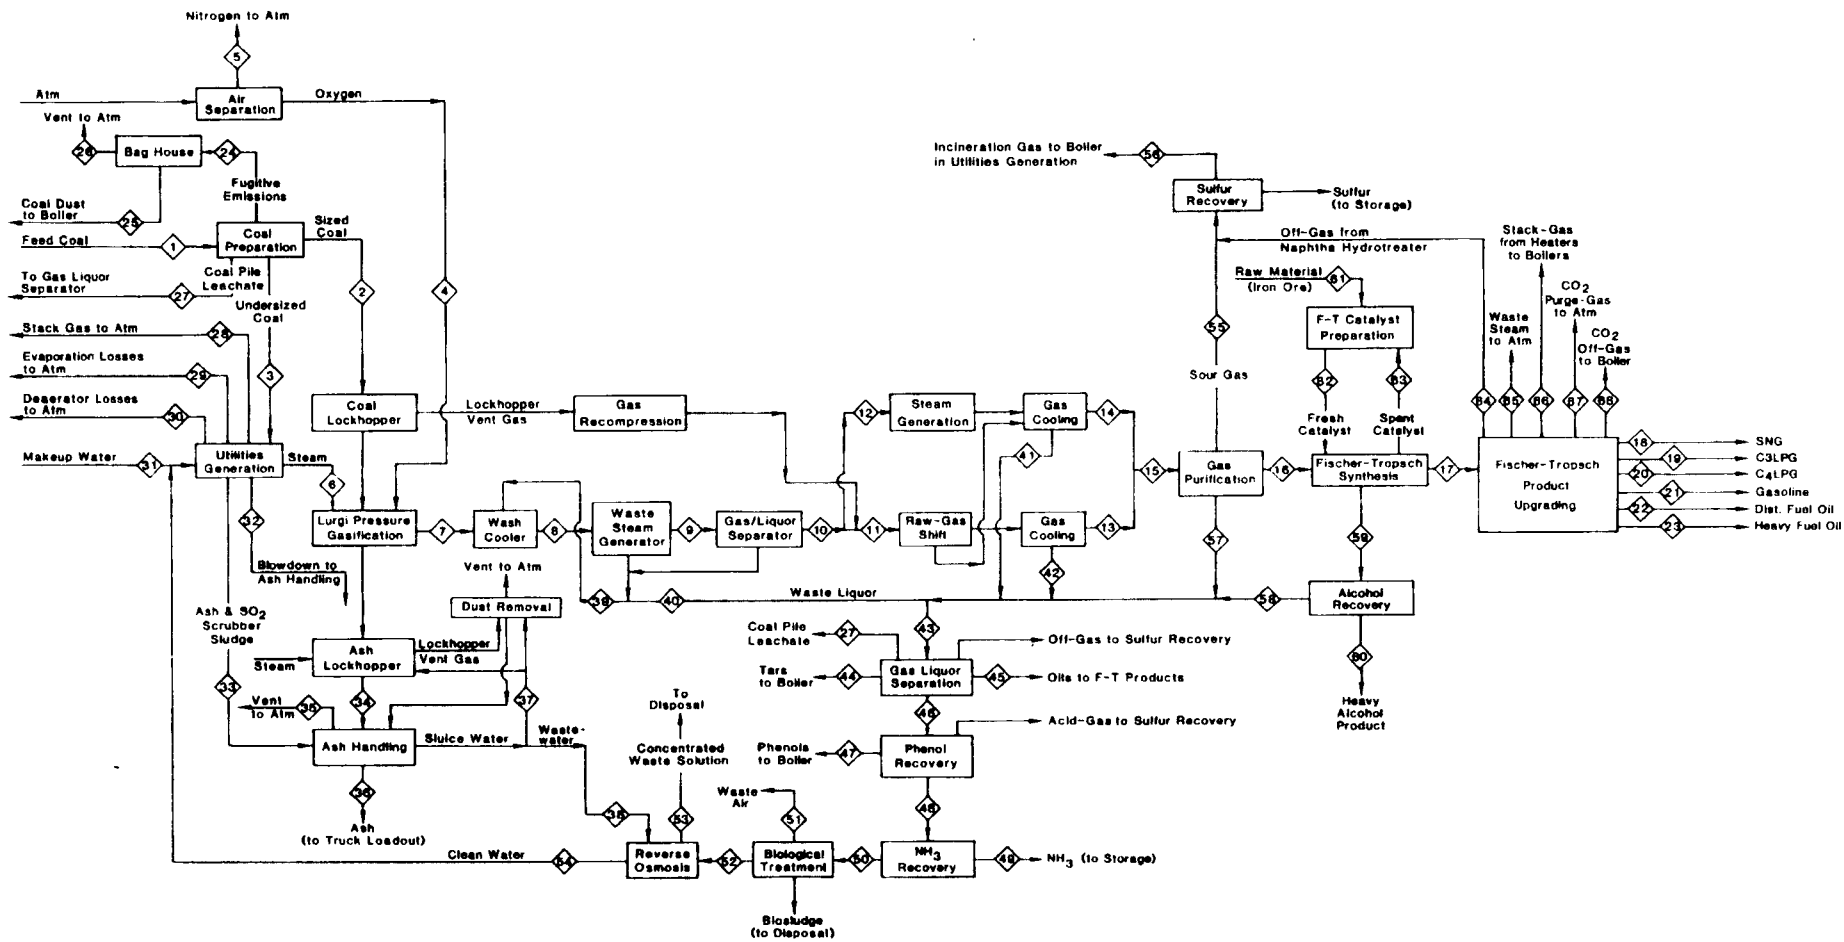 Nitrogen to Atm
5
Atm
Air
Separation
Oxygen
Vent to Atm
26
Bag House
24
Fugitive
Emissions
Coal Dust
to Boiler
25
Sized
Coal
Feed Coal
1
Coal
Preparation
To Gas Liquor
Separator
27
Coal Pile
Leachate
Undersized
Coal
2
4
Stack Gas to Atm
28
Evaporation Losses
to Atm
29
3
Deaerator Losses
to Atm
30
Makeup Water
31
Utilities
Generation
Steam
6
Coal
Lockhopper
Lockhopper
Vent Gas
Gas
Recompression
12
Steam
Generation
Gas
Cooling
14
41
Lurgi Pressure
Gasification
7
Wash
Cooler
8
Waste
Steam
Generator
9
Gas/Liquor
Separator
10
11
Raw-Gas
Shift
Gas
Cooling
13
42
15
Gas
Purification
16
Fischer-Tropsch
Synthesis
17
Fischer-Tropsch
Product
Upgrading
Incineration Gas to Boiler
in Utilities Generation
56
Sulfur
Recovery
Sulfur
(to Storage)
Off-Gas from
Naphtha Hydrotreater
Raw Material
(Iron Ore)
61
F-T Catalyst
Preparation
55
Sour Gas
62
63
Fresh
Catalyst
Spent
Catalyst
Stack-Gas
from Heaters
to Boilers
CO2
Purge-Gas
to Atm
Waste
Steam
to Atm
CO2
Off-Gas
to Boiler
64
65
66
67
68
18
SNG
19
C3LPG
20
C4LPG
21
Gasoline
22
Dist. Fuel Oil
23
Heavy Fuel Oil
57
59
32
Blowdown to
Ash Handling
Vent to Atm
Dust Removal
39
40
Waste Liquor
58
Alcohol
Recovery
60
Heavy
Alcohol
Product
Ash & SO2
Scrubber
Sludge
33
Steam
Ash
Lockhopper
Lockhopper
Vent Gas
37
34
Vent
to Atm
35
Ash Handling
Sluice Water
Waste-
water
36
Ash
(to Truck Loadout)
43
Coal Pile
Leachate
27
Off-Gas to Sulfur Recovery
Tars
to Boiler
44
Gas Liquor
Separation
45
Oils to F-T Products
46
Acid-Gas to Sulfur Recovery
Phenols
to Boiler
47
Phenol
Recovery
48
To
Disposal
Concentrated
Waste Solution
38
53
Waste
Air
51
Clean Water
54
Reverse
Osmosis
52
Biological
Treatment
50
NH3
Recovery
49
NH3 (to Storage)
Biosludge
(to Disposal)